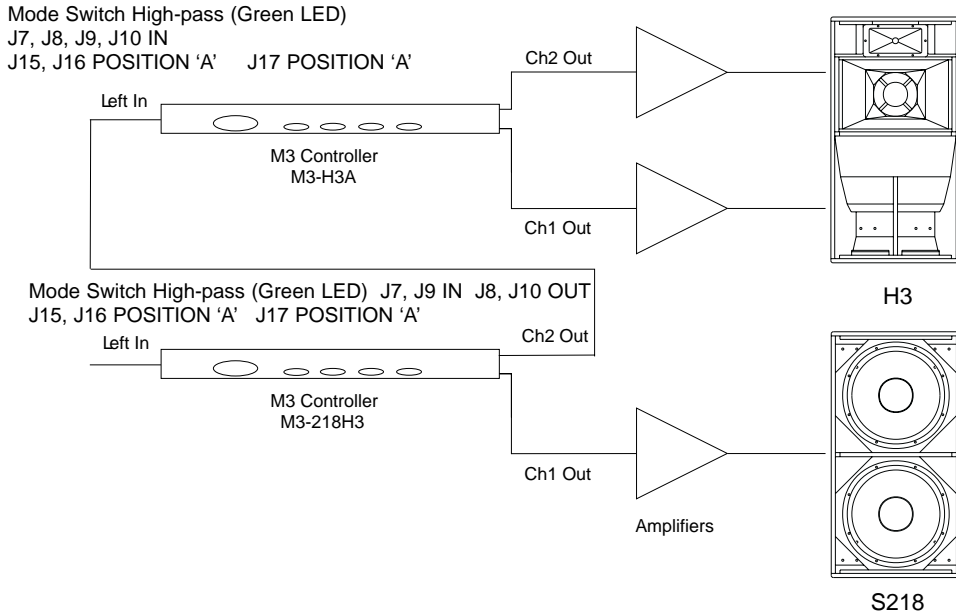 Mode Switch High-pass (Green LED)
J7, J8, J9, J10 IN
J15, J16 POSITION ‘A’ J17 POSITION ‘A’
Ch2 Out
Left In
M3 Controller
M3-H3A
Ch1 Out
H3
Mode Switch High-pass (Green LED) J7, J9 IN J8, J10 OUT
J15, J16 POSITION ‘A’ J17 POSITION ‘A’
Ch2 Out
Left In
M3 Controller
M3-218H3
Ch1 Out
Amplifiers
S218